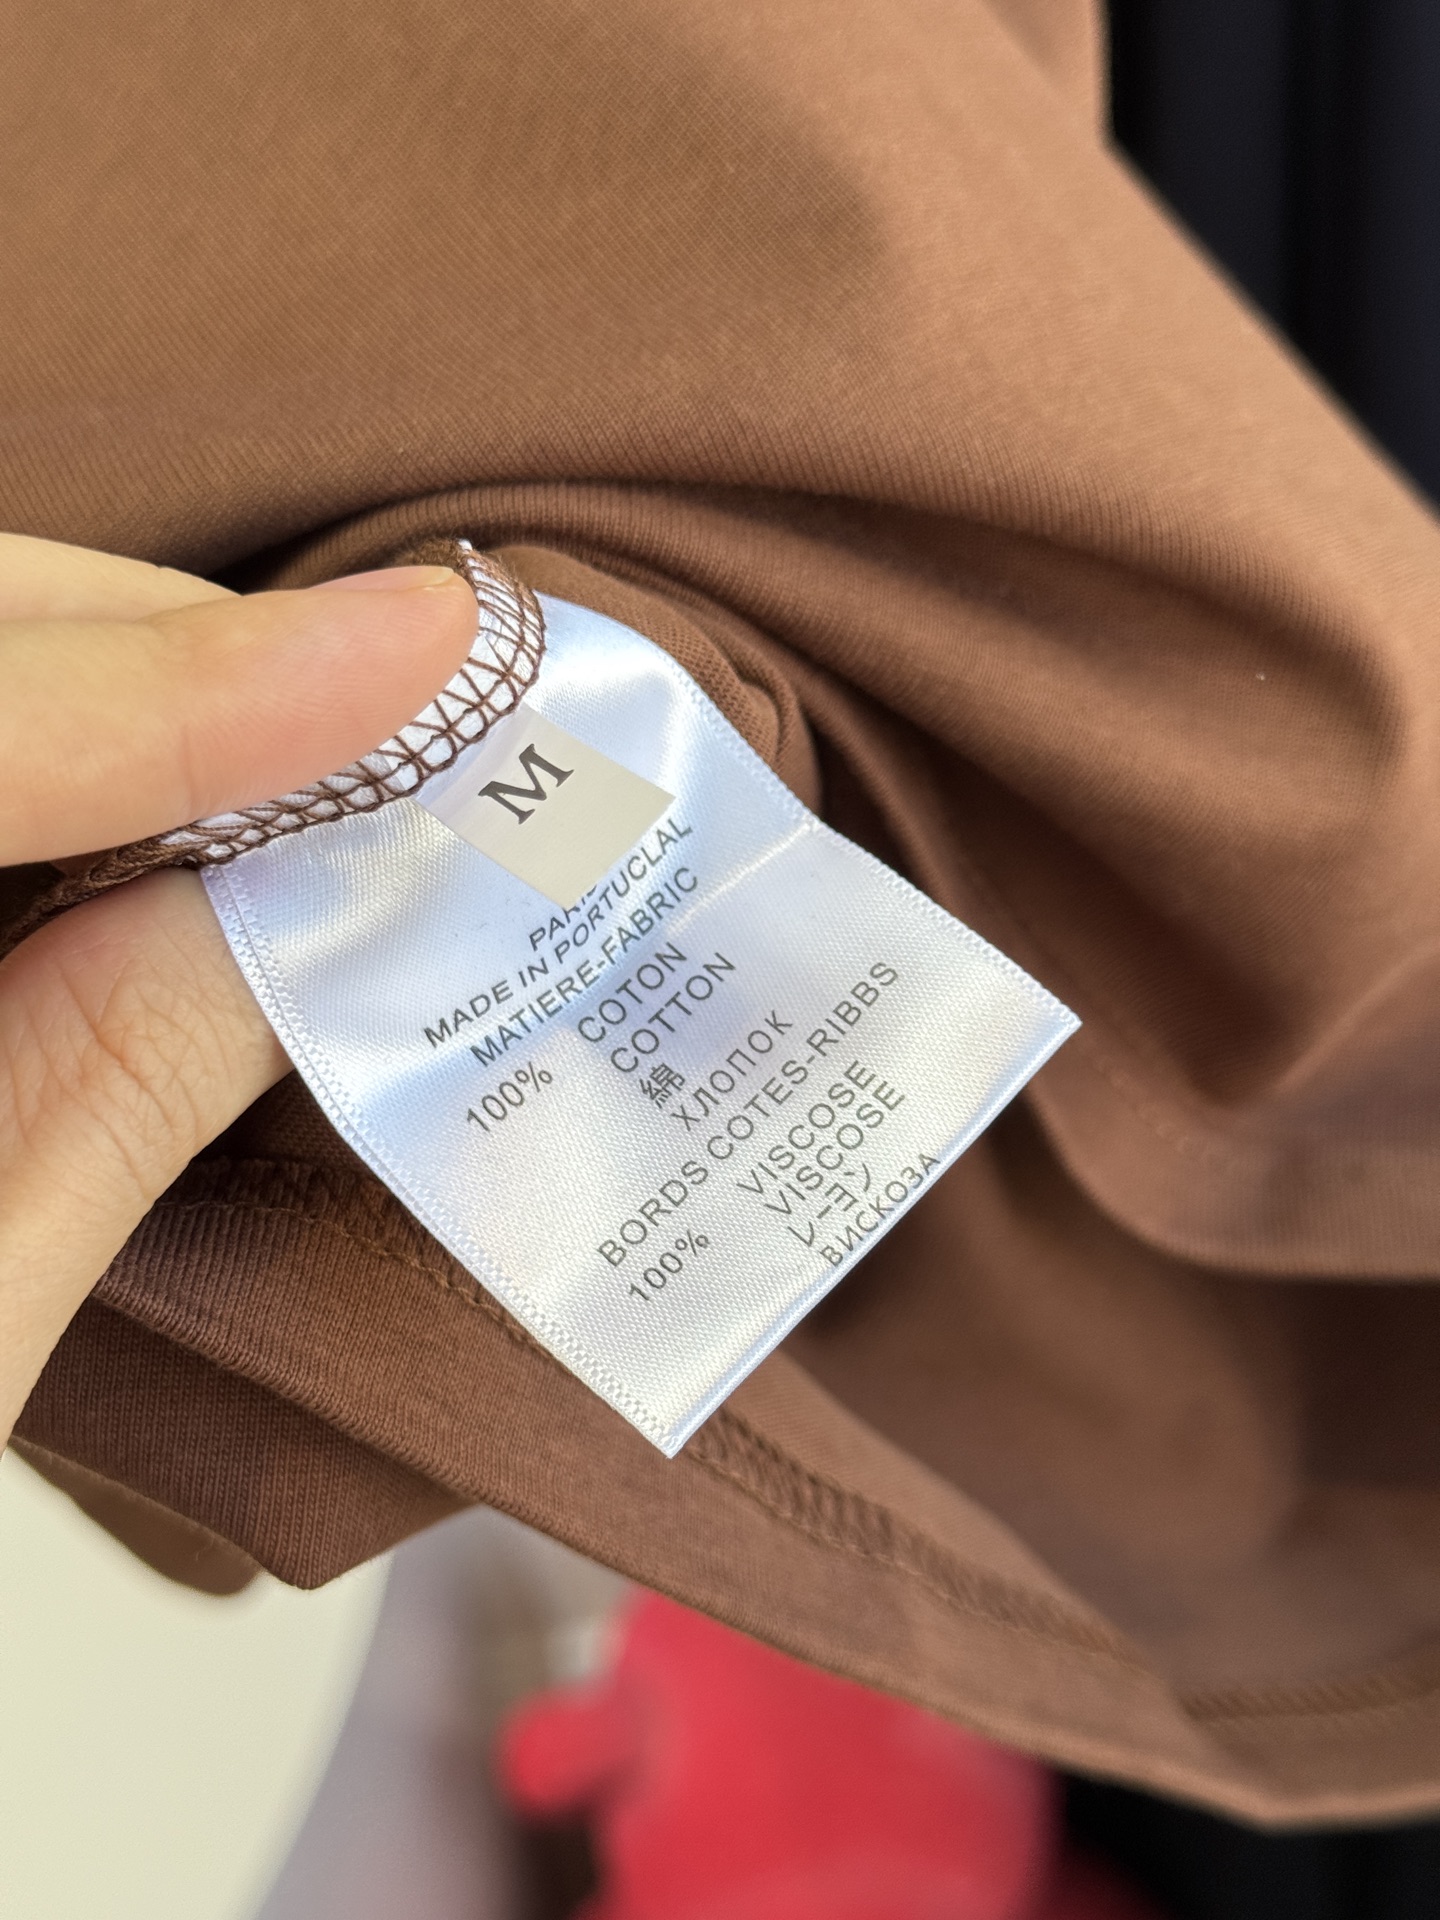 M
MADE IN PORTUCLAL
MATIERE-FABRIC
100% COTON
COTTON
綿
ХЛОПОК
BORDS COTES-RIBBS
100% VISCOSE
VISCOSE
レーヨン
ВИСКОЗА